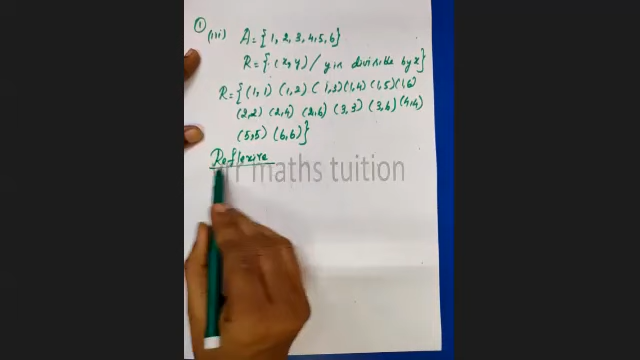 ①
(iii) A = {1, 2, 3, 4, 5, 6}
R = {(x, y) / y in divisible by x}
R = {(1, 1) (1, 2) (1, 3) (1, 4) (1, 5) (1, 6)
(2, 2) (2, 4) (2, 6) (3, 3) (3, 6) (4, 4)
(5, 5) (6, 6)}
Reflexive
maths tuition